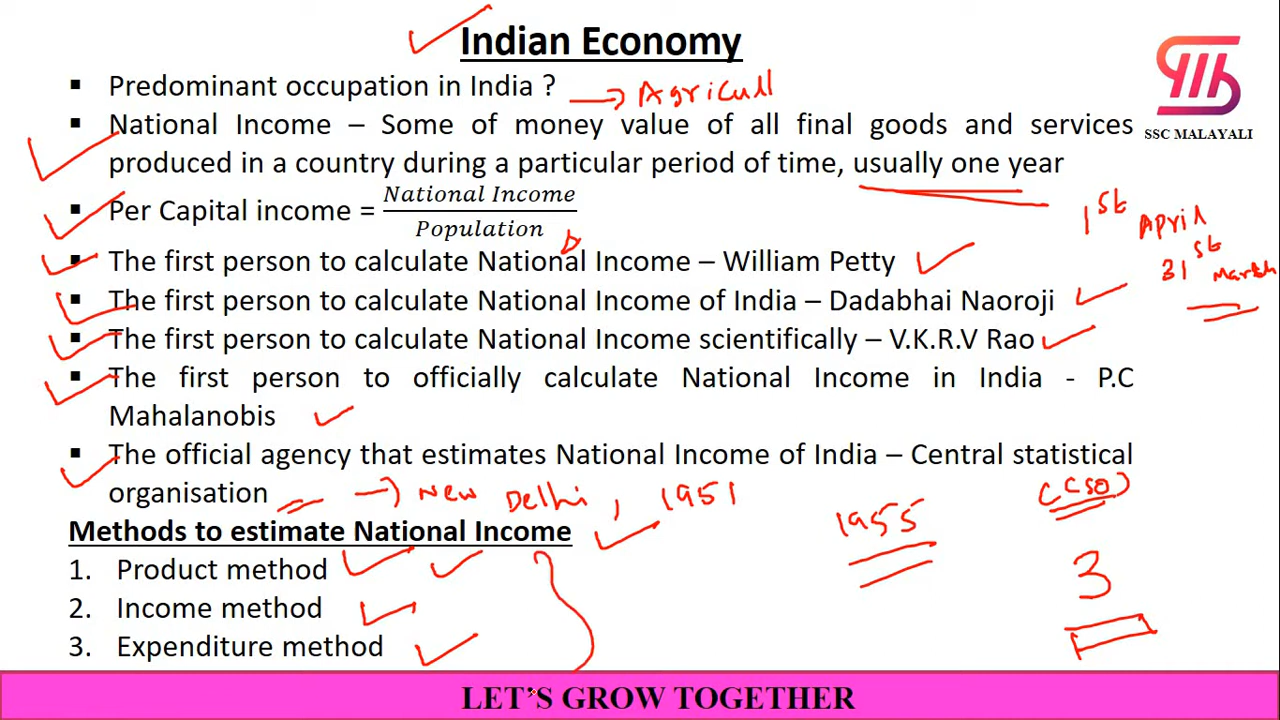 Indian Economy
▪ Predominant occupation in India ? → Agricull
▪ National Income – Some of money value of all final goods and services
produced in a country during a particular period of time, usually one year
▪ Per Capital income = National Income
Population
1st April
31st
▪ The first person to calculate National Income – William Petty
▪ The first person to calculate National Income of India – Dadabhai Naoroji
▪ The first person to calculate National Income scientifically – V.K.R.V Rao
▪ The first person to officially calculate National Income in India - P.C
Mahalanobis
▪ The official agency that estimates National Income of India – Central statistical
organisation → New Delhi, 1951
(CSO)
1955
Methods to estimate National Income
1. Product method
2. Income method
3. Expenditure method
3
SSC MALAYALI
LET'S GROW TOGETHER